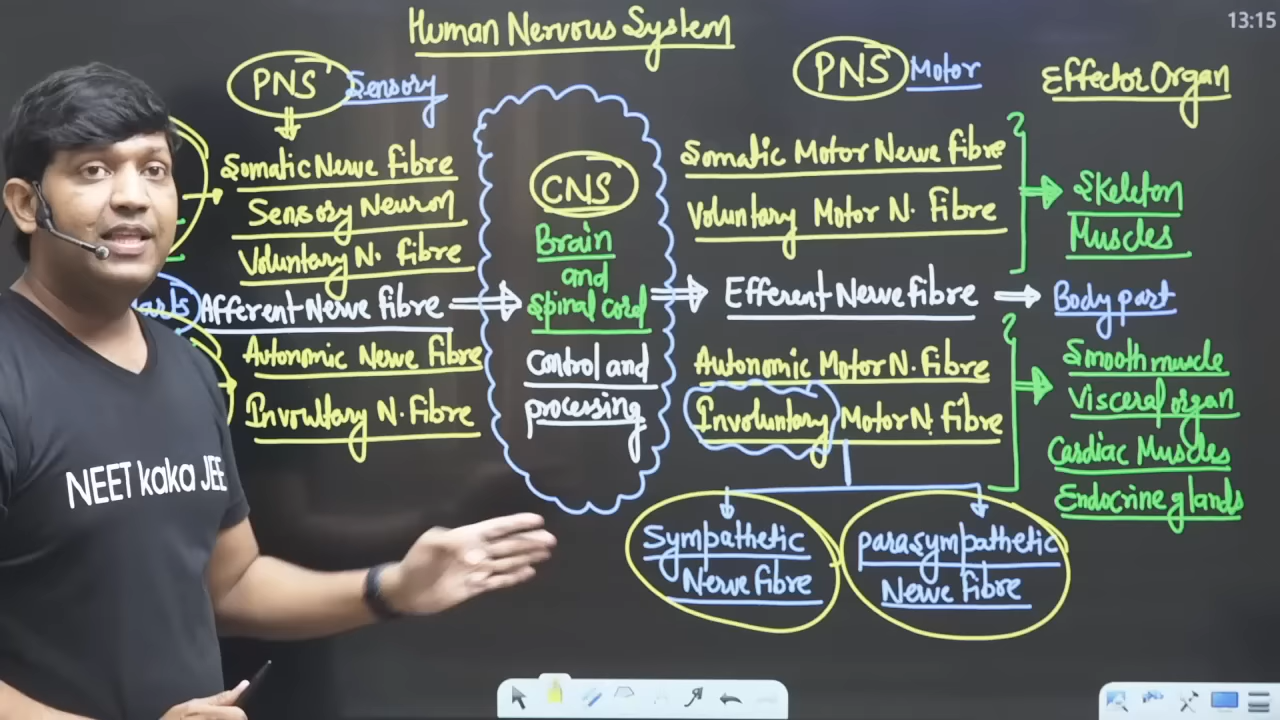 Human Nervous System
13:15
PNS Sensory
Somatic Nerve fibre
Sensory Neuron
Voluntary N. fibre
Afferent Nerve fibre
Autonomic Nerve fibre
Involultary N. Fibre
CNS
Brain
and
Spinal cord
Control and
processing
PNS Motor
Somatic Motor Nerve fibre
Voluntary Motor N. Fibre
Efferent Nerve fibre
Autonomic Motor N. fibre
Involuntary Motor N. Fibre
Sympathetic
Nerve fibre
parasympathetic
Nerve fibre
Effector Organ
Skeleton
Muscles
Body part
Smooth muscle
Visceral organ
Cardiac Muscles
Endocrine glands
NEET kaka JEE